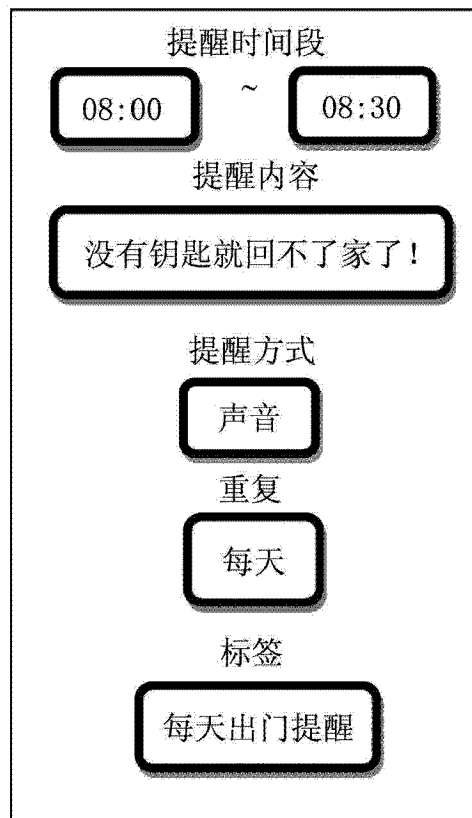 提醒时间段
08:00 ~ 08:30
提醒内容
没有钥匙就回不了家了!
提醒方式
声音
重复
每天
标签
每天出门提醒